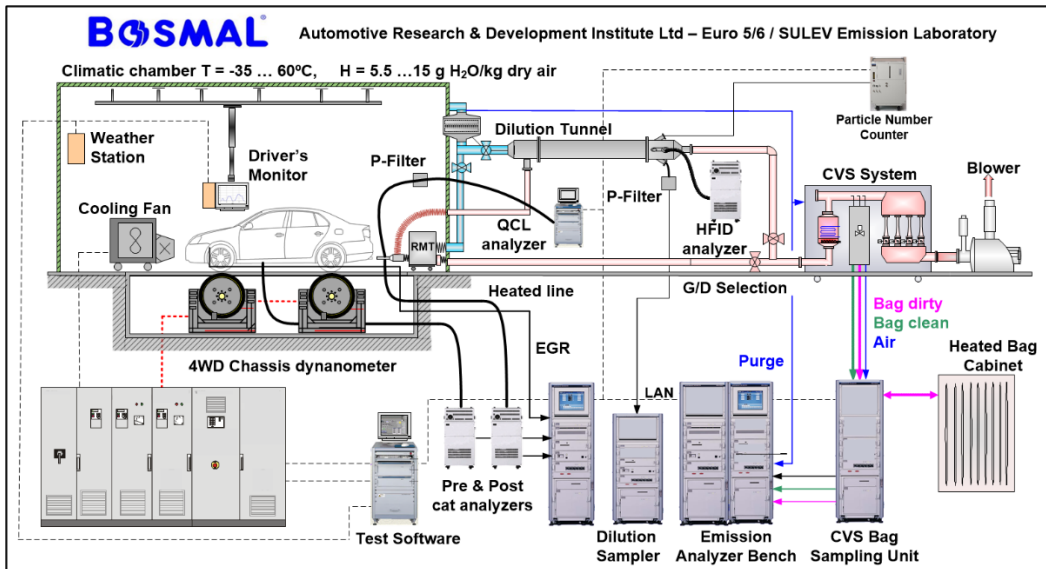 BOSMAL
Automotive Research & Development Institute Ltd – Euro 5/6 / SULEV Emission Laboratory
Climatic chamber T = -35 … 60ºC, H = 5.5 …15 g H₂O/kg dry air
Weather
Station
Driver's
Monitor
Cooling Fan
P-Filter
Dilution Tunnel
Particle Number
Counter
P-Filter
CVS System
Blower
QCL
analyzer
HFID
analyzer
RMT
Heated line
G/D Selection
4WD Chassis dynanometer
EGR
LAN
Purge
Bag dirty
Bag clean
Air
Heated Bag
Cabinet
Pre & Post
cat analyzers
Test Software
Dilution
Sampler
Emission
Analyzer Bench
CVS Bag
Sampling Unit